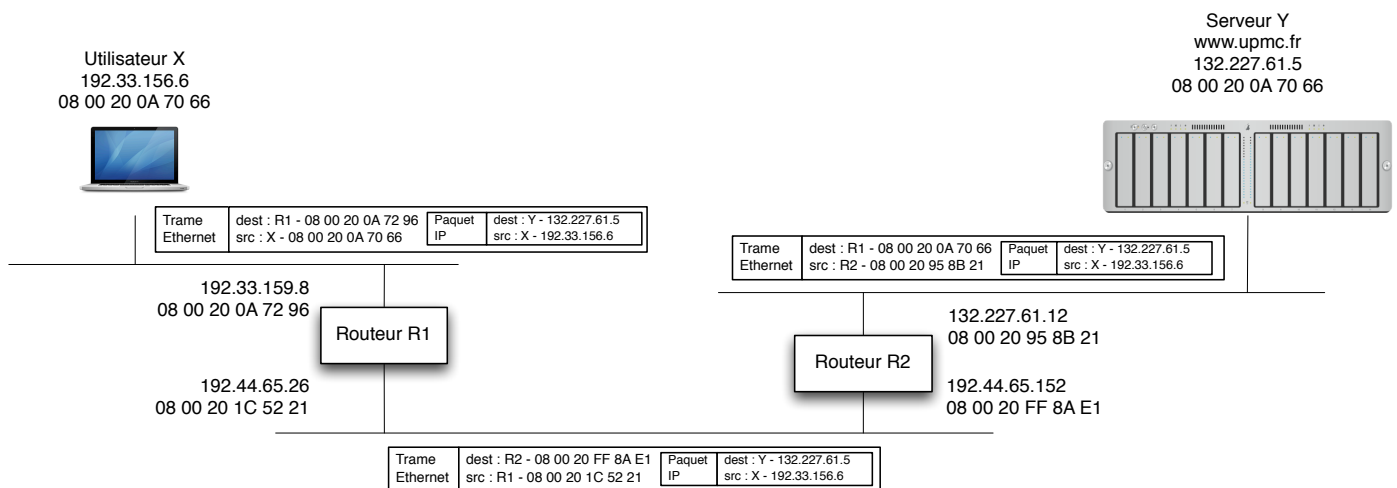 Serveur Y
www.upmc.fr
132.227.61.5
08 00 20 0A 70 66
Utilisateur X
192.33.156.6
08 00 20 0A 70 66
Trame Ethernet
dest : R1 - 08 00 20 0A 72 96
src : X - 08 00 20 0A 70 66
Paquet IP
dest : Y - 132.227.61.5
src : X - 192.33.156.6
Trame Ethernet
dest : R1 - 08 00 20 0A 70 66
src : R2 - 08 00 20 95 8B 21
Paquet IP
dest : Y - 132.227.61.5
src : X - 192.33.156.6
192.33.159.8
08 00 20 0A 72 96
Routeur R1
192.44.65.26
08 00 20 1C 52 21
132.227.61.12
08 00 20 95 8B 21
Routeur R2
192.44.65.152
08 00 20 FF 8A E1
Trame Ethernet
dest : R2 - 08 00 20 FF 8A E1
src : R1 - 08 00 20 1C 52 21
Paquet IP
dest : Y - 132.227.61.5
src : X - 192.33.156.6